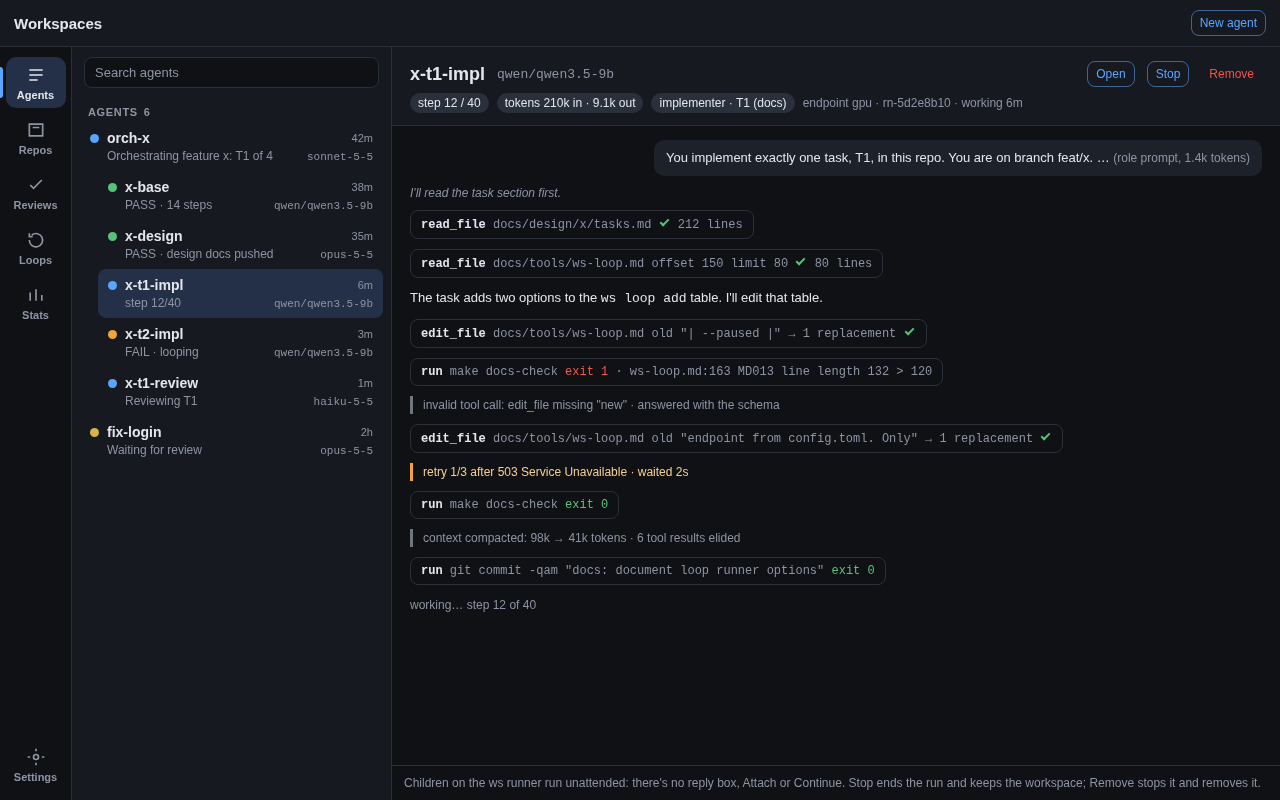 Workspaces
New agent
Agents
Repos
Reviews
Loops
Stats
Settings
Search agents
AGENTS 6
orch-x 42m
Orchestrating feature x: T1 of 4 sonnet-5-5
x-base 38m
PASS · 14 steps qwen/qwen3.5-9b
x-design 35m
PASS · design docs pushed opus-5-5
x-t1-impl 6m
step 12/40 qwen/qwen3.5-9b
x-t2-impl 3m
FAIL · looping qwen/qwen3.5-9b
x-t1-review 1m
Reviewing T1 haiku-5-5
fix-login 2h
Waiting for review opus-5-5
x-t1-impl qwen/qwen3.5-9b Open Stop Remove
step 12 / 40 tokens 210k in · 9.1k out implementer · T1 (docs) endpoint gpu · rn-5d2e8b10 · working 6m
You implement exactly one task, T1, in this repo. You are on branch feat/x. … (role prompt, 1.4k tokens)
I'll read the task section first.
read_file docs/design/x/tasks.md ✓ 212 lines
read_file docs/tools/ws-loop.md offset 150 limit 80 ✓ 80 lines
The task adds two options to the ws loop add table. I'll edit that table.
edit_file docs/tools/ws-loop.md old "| --paused |" → 1 replacement ✓
run make docs-check exit 1 · ws-loop.md:163 MD013 line length 132 > 120
invalid tool call: edit_file missing "new" · answered with the schema
edit_file docs/tools/ws-loop.md old "endpoint from config.toml. Only" → 1 replacement ✓
retry 1/3 after 503 Service Unavailable · waited 2s
run make docs-check exit 0
context compacted: 98k → 41k tokens · 6 tool results elided
run git commit -qam "docs: document loop runner options" exit 0
working… step 12 of 40
Children on the ws runner run unattended: there's no reply box, Attach or Continue. Stop ends the run and keeps the workspace; Remove stops it and removes it.